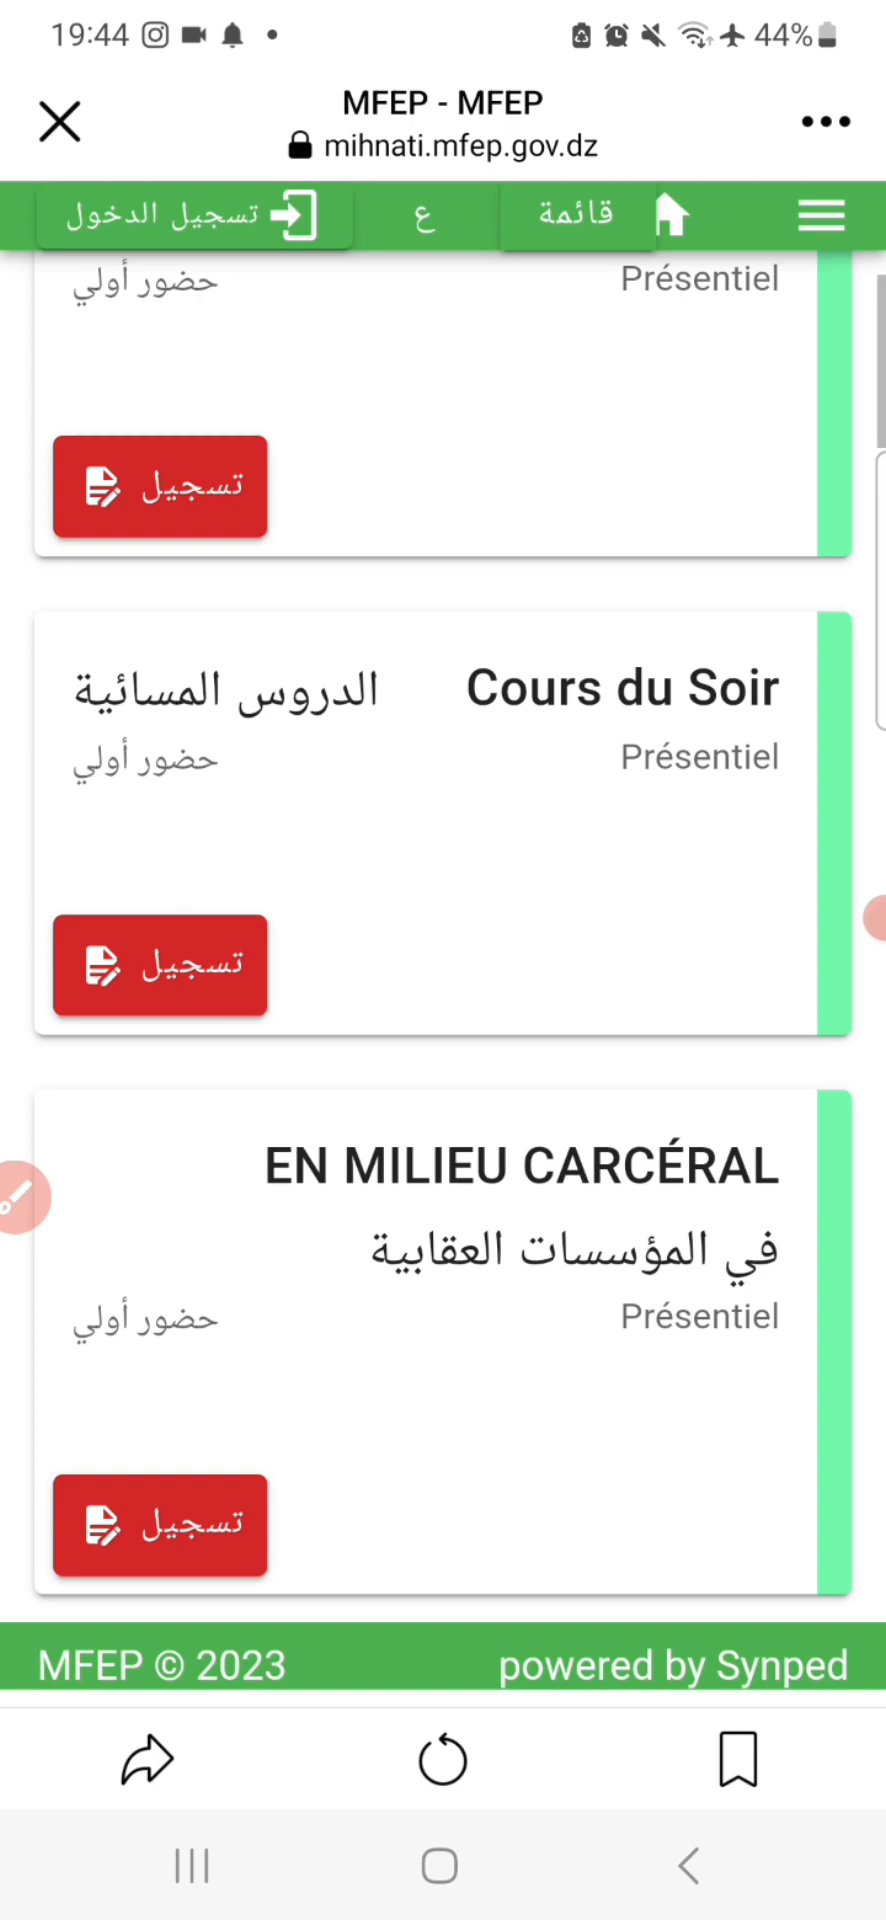 19:44
44%
MFEP - MFEP
mihnati.mfep.gov.dz
قائمة ع تسجيل الدخول
Présentiel حضور أولي
تسجيل
Cours du Soir الدروس المسائية
Présentiel حضور أولي
تسجيل
EN MILIEU CARCÉRAL
في المؤسسات العقابية
Présentiel حضور أولي
تسجيل
MFEP © 2023 powered by Synped